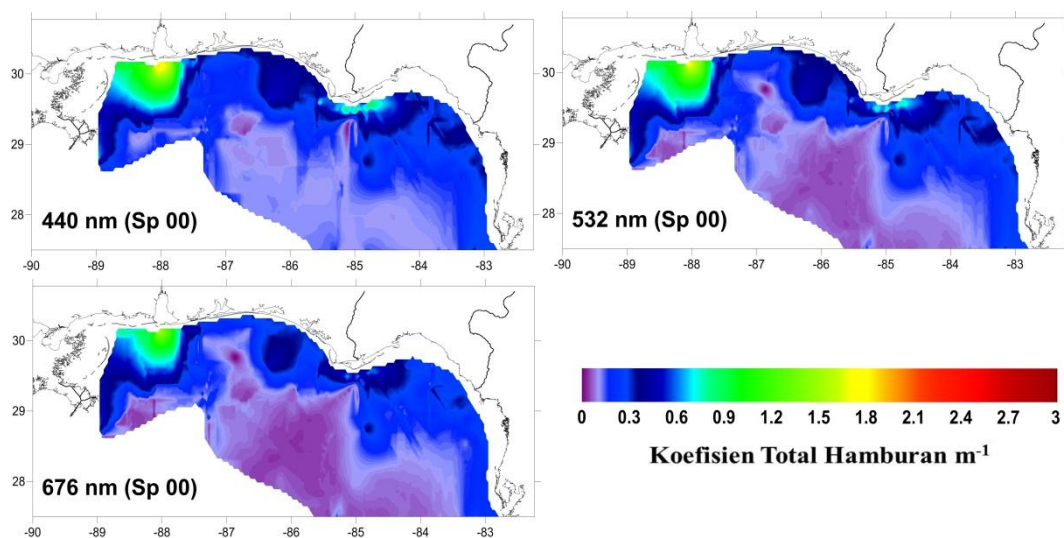 30
29
28
440 nm (Sp 00)
-90 -89 -88 -87 -86 -85 -84 -83
30
29
28
532 nm (Sp 00)
-90 -89 -88 -87 -86 -85 -84 -83
30
29
28
676 nm (Sp 00)
-90 -89 -88 -87 -86 -85 -84 -83
0 0.3 0.6 0.9 1.2 1.5 1.8 2.1 2.4 2.7 3
Koefisien Total Hamburan m⁻¹